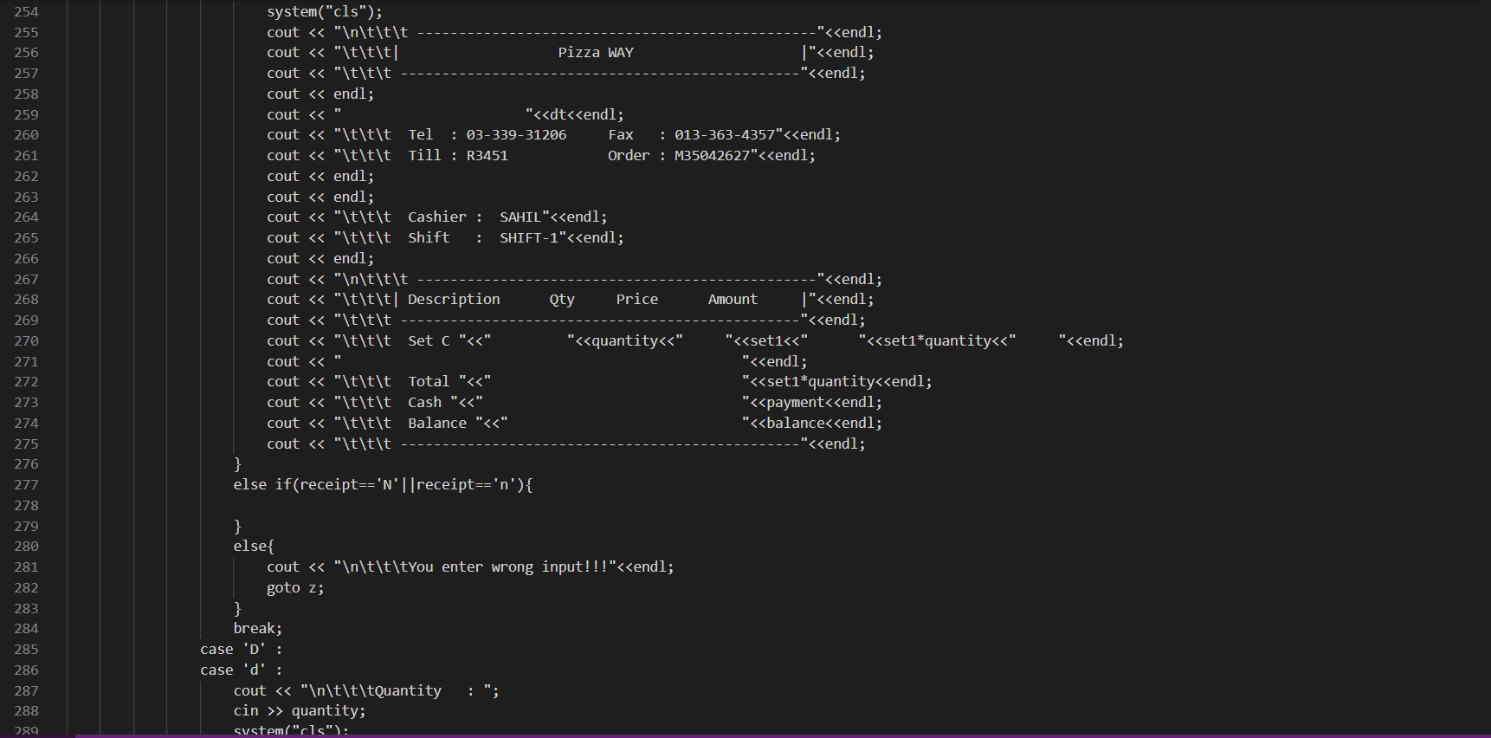 254 system("cls");
255 cout << "\n\t\t\t ------------------------------------------------"<<endl;
256 cout << "\t\t\t|                   Pizza WAY                    |"<<endl;
257 cout << "\t\t\t ------------------------------------------------"<<endl;
258 cout << endl;
259 cout << "                      "<<dt<<endl;
260 cout << "\t\t\t  Tel  : 03-339-31206     Fax   : 013-363-4357"<<endl;
261 cout << "\t\t\t  Till : R3451            Order : M35042627"<<endl;
262 cout << endl;
263 cout << endl;
264 cout << "\t\t\t  Cashier :  SAHIL"<<endl;
265 cout << "\t\t\t  Shift   :  SHIFT-1"<<endl;
266 cout << endl;
267 cout << "\n\t\t\t ------------------------------------------------"<<endl;
268 cout << "\t\t\t| Description      Qty     Price      Amount     |"<<endl;
269 cout << "\t\t\t ------------------------------------------------"<<endl;
270 cout << "\t\t\t  Set C "<<"         "<<quantity<<"     "<<set1<<"      "<<set1*quantity<<"     "<<endl;
271 cout << "                                                "<<endl;
272 cout << "\t\t\t  Total "<<"                              "<<set1*quantity<<endl;
273 cout << "\t\t\t  Cash "<<"                               "<<payment<<endl;
274 cout << "\t\t\t  Balance "<<"                            "<<balance<<endl;
275 cout << "\t\t\t ------------------------------------------------"<<endl;
276 }
277 else if(receipt=='N'||receipt=='n'){
278
279 }
280 else{
281 cout << "\n\t\t\tYou enter wrong input!!!"<<endl;
282 goto z;
283 }
284 break;
285 case 'D' :
286 case 'd' :
287 cout << "\n\t\t\tQuantity   : ";
288 cin >> quantity;
289 system("cls");